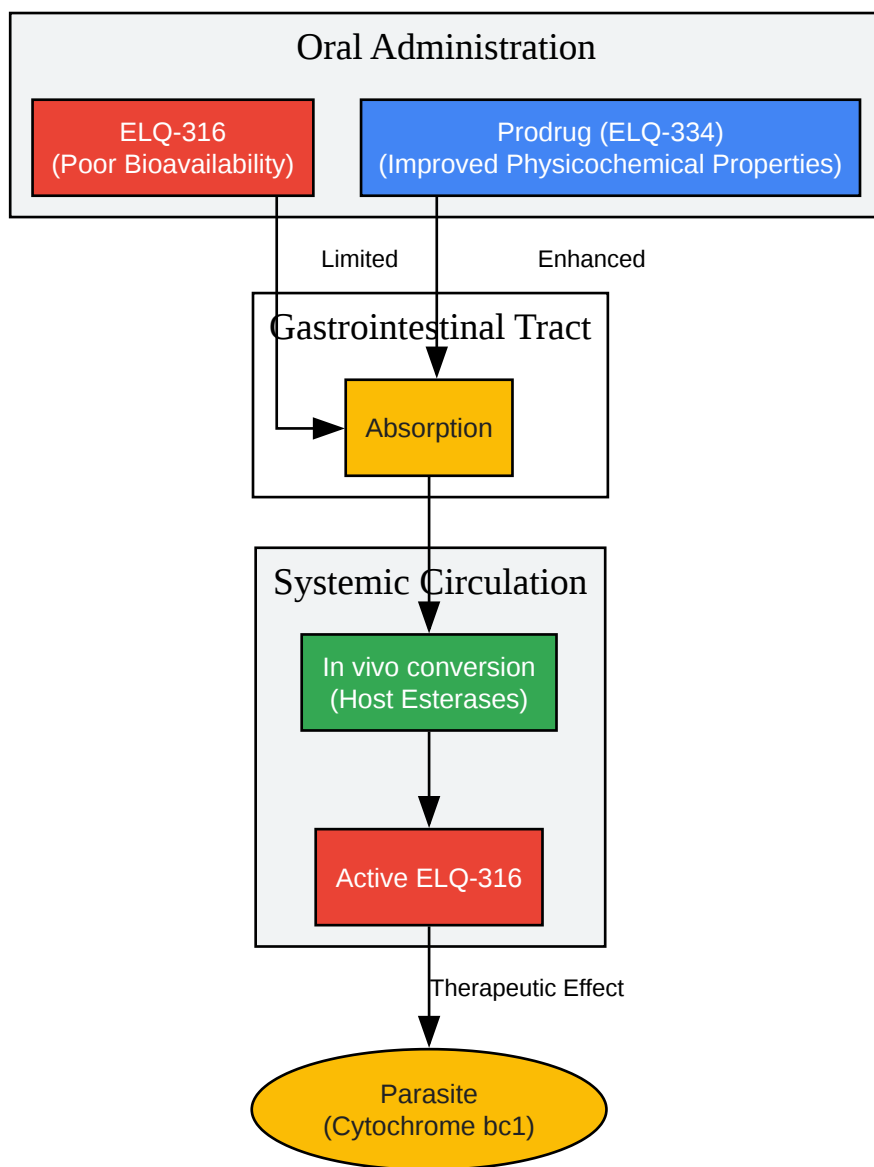 Oral Administration
ELQ-316
(Poor Bioavailability)
Prodrug (ELQ-334)
(Improved Physicochemical Properties)
Limited
Enhanced
Gastrointestinal Tract
Absorption
Systemic Circulation
In vivo conversion
(Host Esterases)
Active ELQ-316
Therapeutic Effect
Parasite
(Cytochrome bc1)